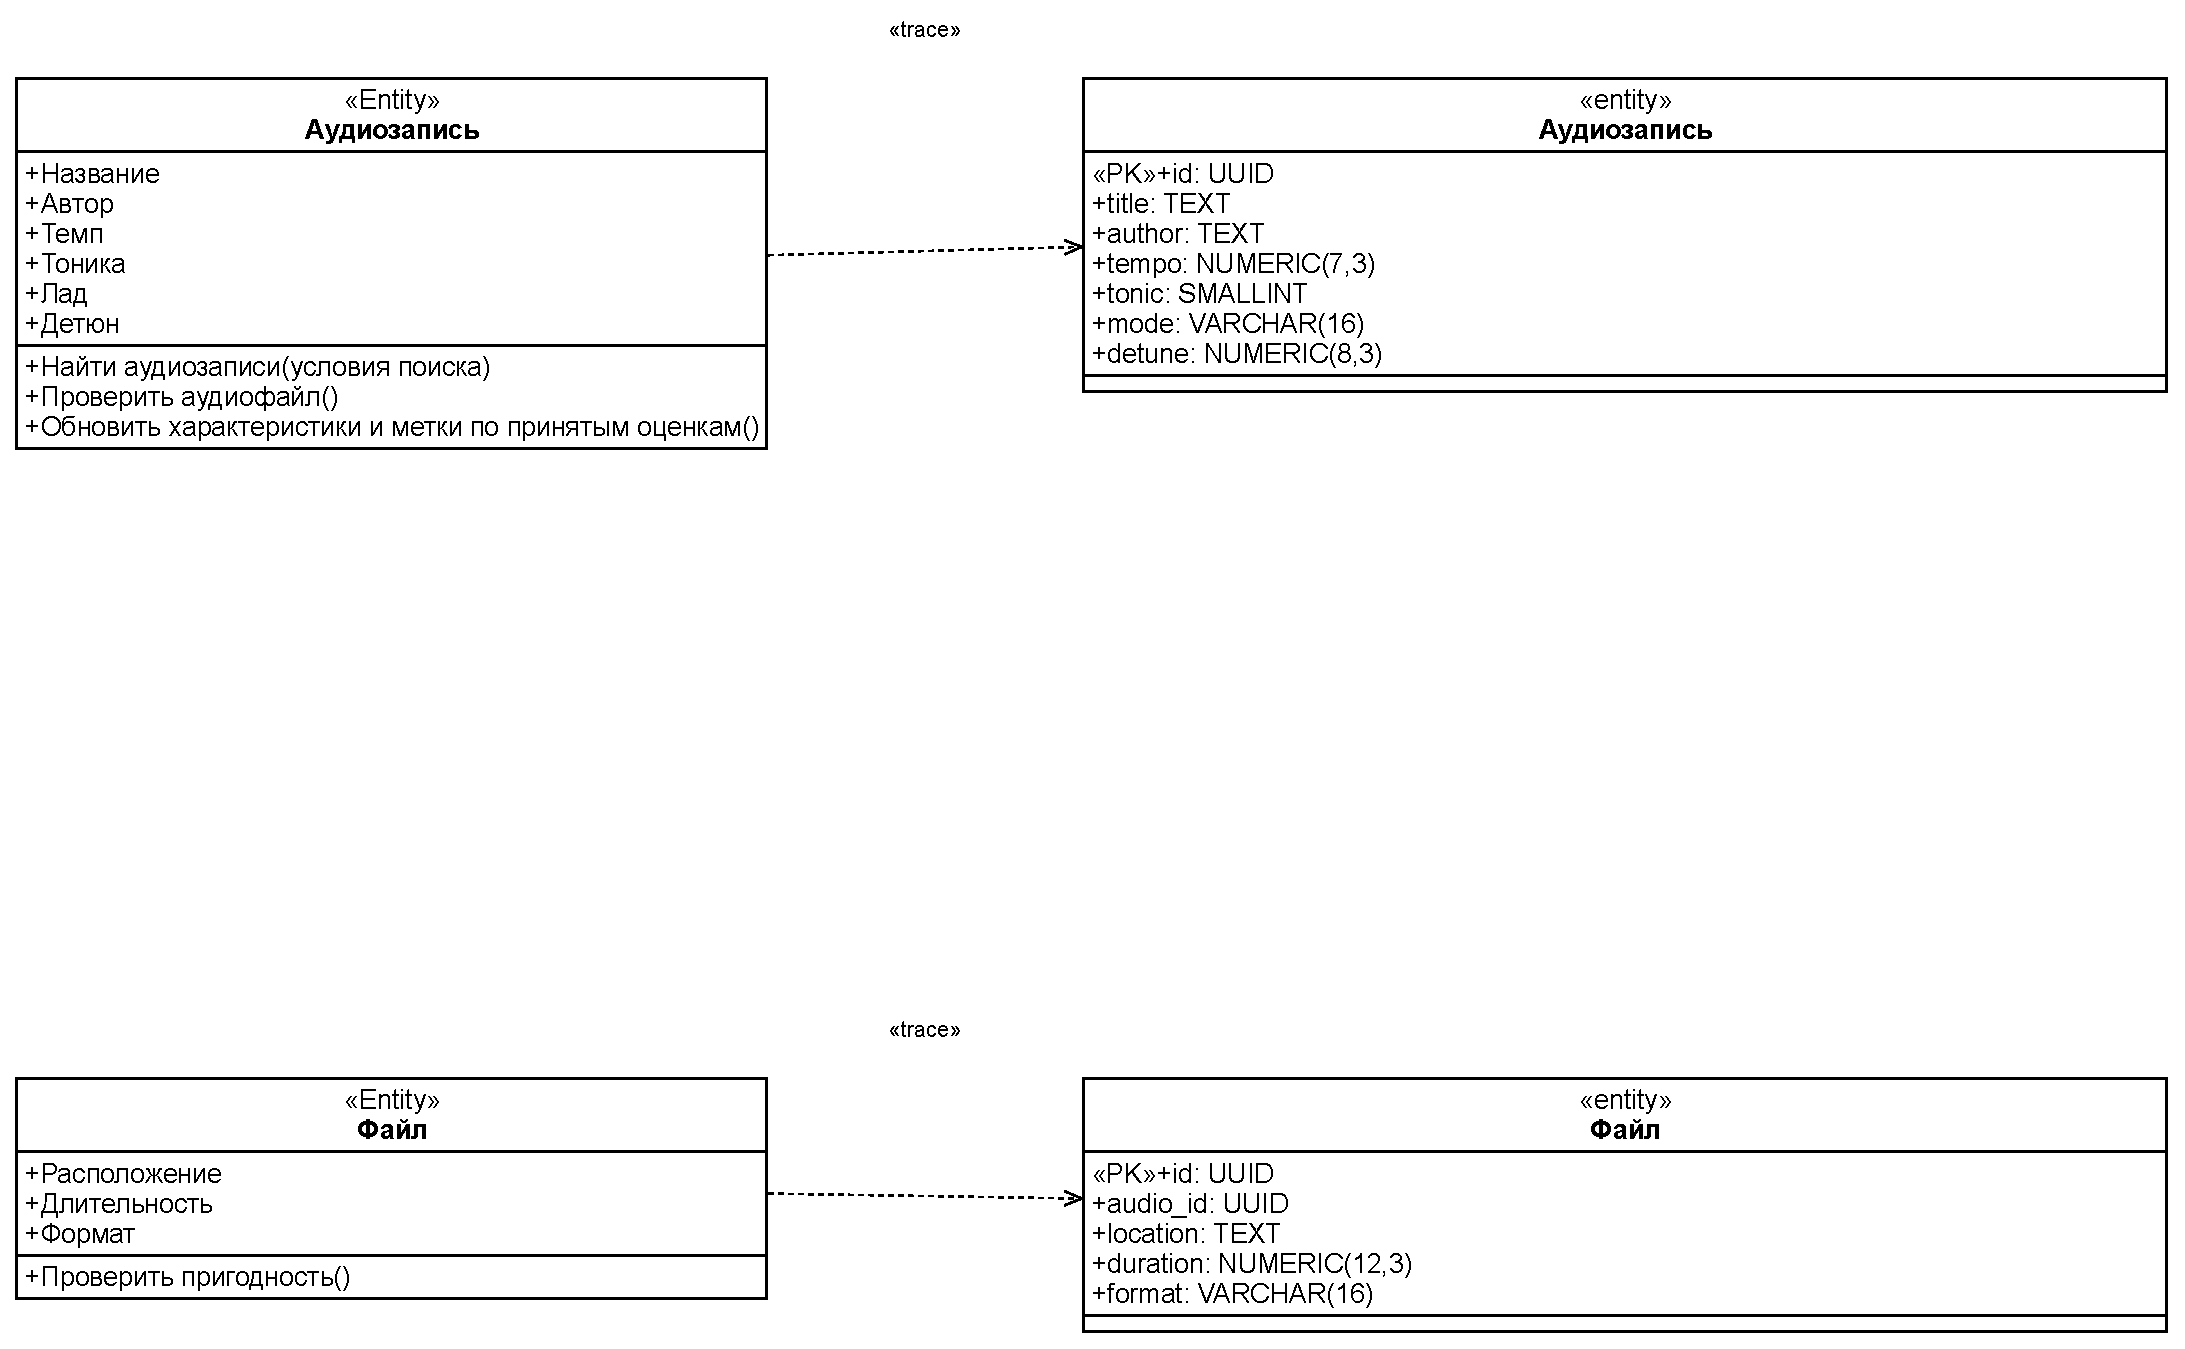 «trace»
«Entity»
Аудиозапись
+Название
+Автор
+Темп
+Тоника
+Лад
+Детюн
+Найти аудиозаписи(условия поиска)
+Проверить аудиофайл()
+Обновить характеристики и метки по принятым оценкам()
«entity»
Аудиозапись
«PK»+id: UUID
+title: TEXT
+author: TEXT
+tempo: NUMERIC(7,3)
+tonic: SMALLINT
+mode: VARCHAR(16)
+detune: NUMERIC(8,3)
«trace»
«Entity»
Файл
+Расположение
+Длительность
+Формат
+Проверить пригодность()
«entity»
Файл
«PK»+id: UUID
+audio_id: UUID
+location: TEXT
+duration: NUMERIC(12,3)
+format: VARCHAR(16)